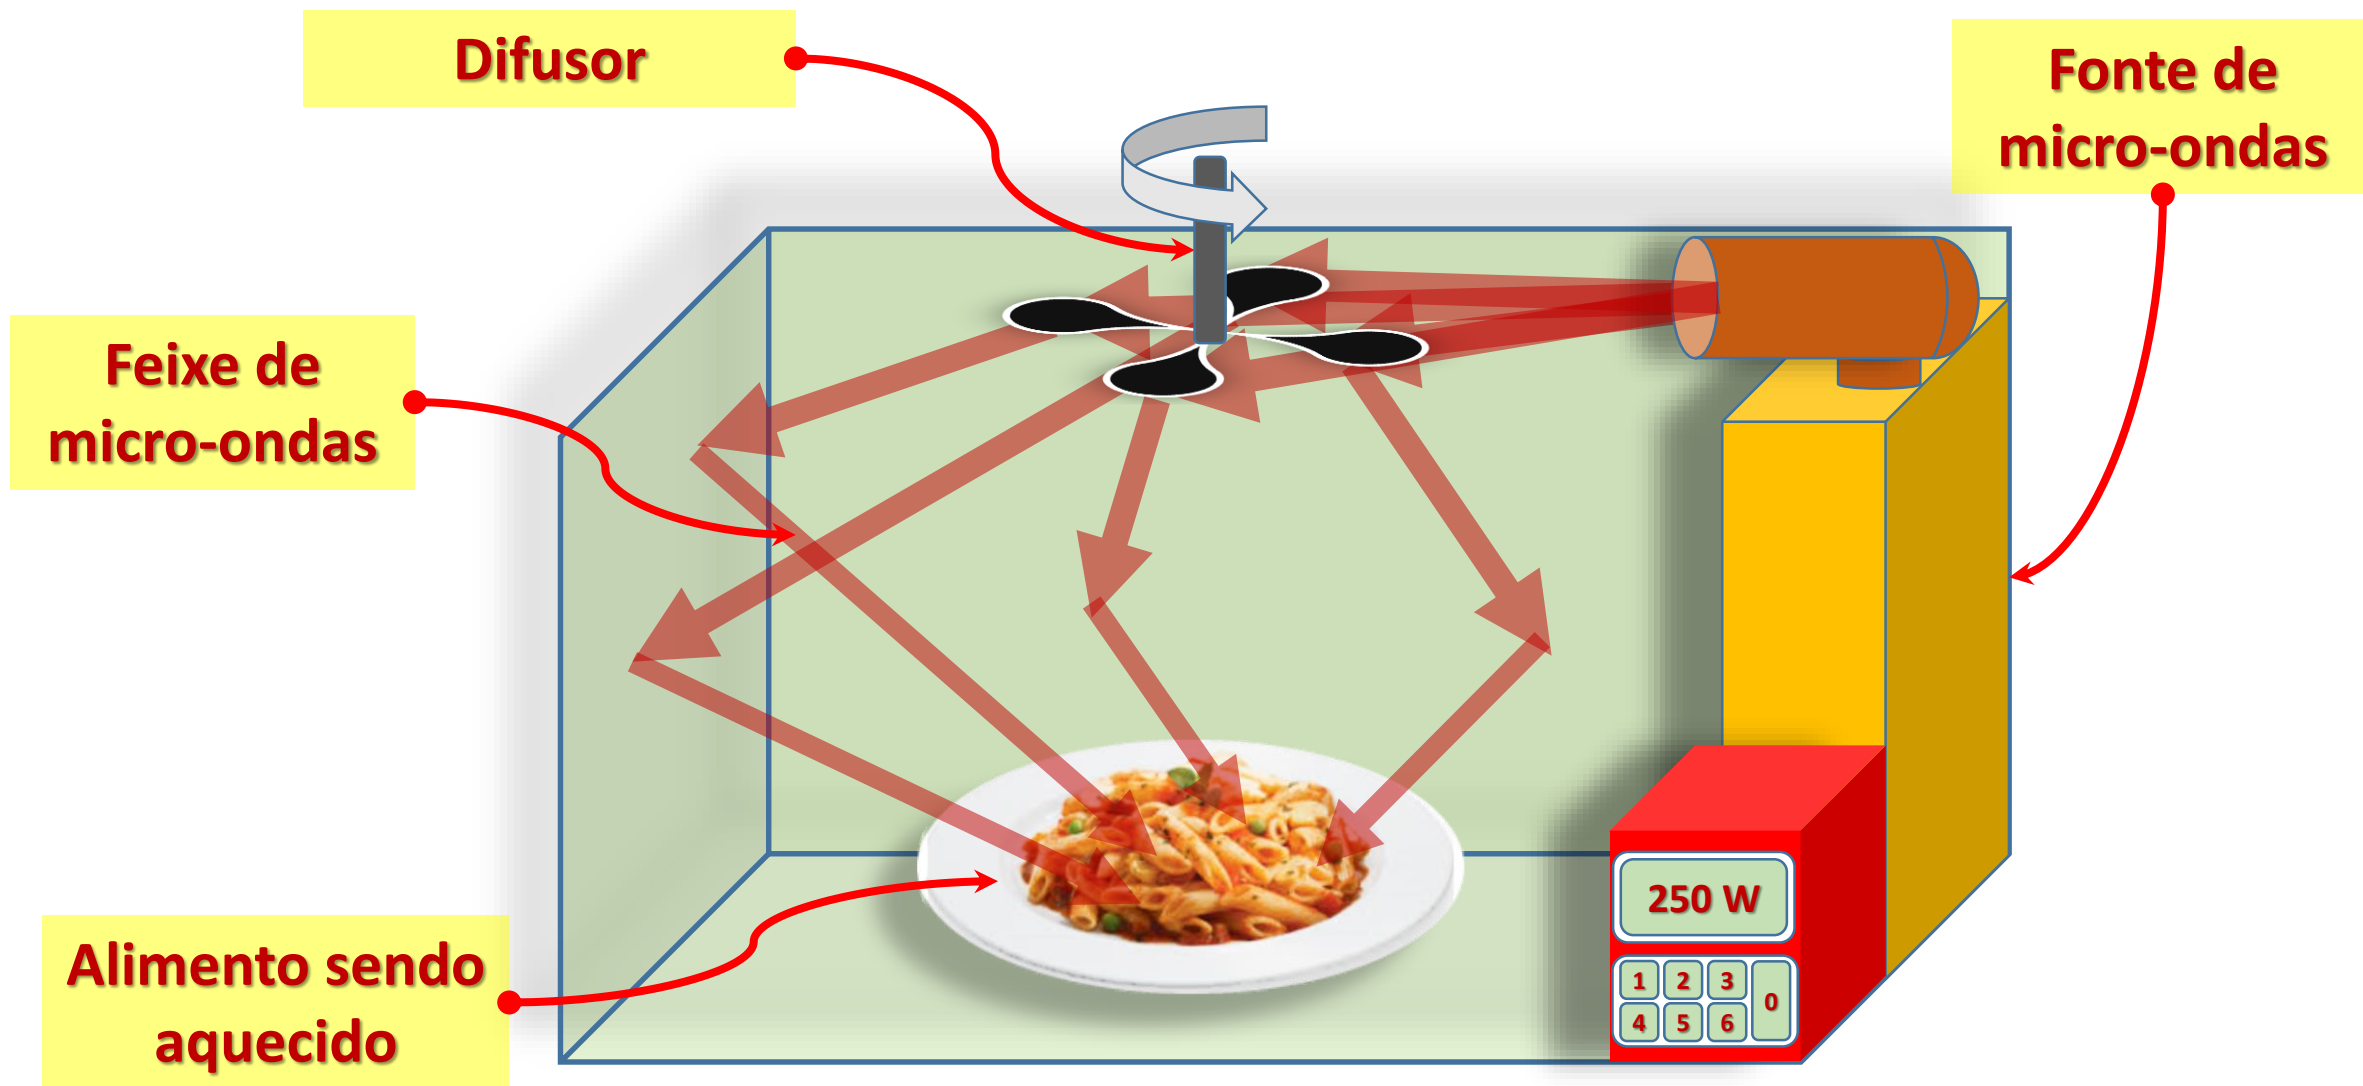 Difusor
Fonte de
micro-ondas
Feixe de
micro-ondas
Alimento sendo
aquecido
250 W
1 2 3
0
4 5 6